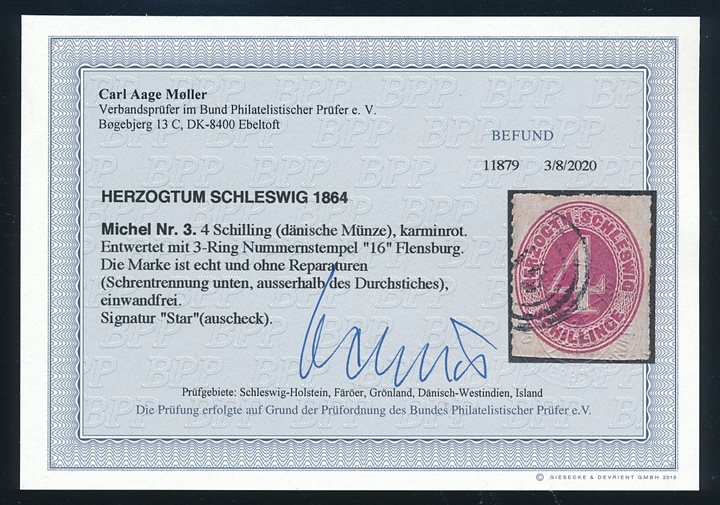 Carl Aage Møller
Verbandsprüfer im Bund Philatelistischer Prüfer e. V.
Bøgebjerg 13 C, DK-8400 Ebeltoft
BEFUND
11879 3/8/2020
HERZOGTUM SCHLESWIG 1864
Michel Nr. 3. 4 Schilling (dänische Münze), karminrot.
Entwertet mit 3-Ring Nummernstempel "16" Flensburg.
Die Marke ist echt und ohne Reparaturen
(Schrentrennung unten, ausserhalb des Durchstiches),
einwandfrei.
Signatur "Star"(auscheck).
HERZOGTH. SCHLESWIG
4
SCHILLINGE
Prüfgebiete: Schleswig-Holstein, Färöer, Grönland, Dänisch-Westindien, Island
Die Prüfung erfolgte auf Grund der Prüfordnung des Bundes Philatelistischer Prüfer e.V.
© GIESECKE & DEVRIENT GMBH 2015